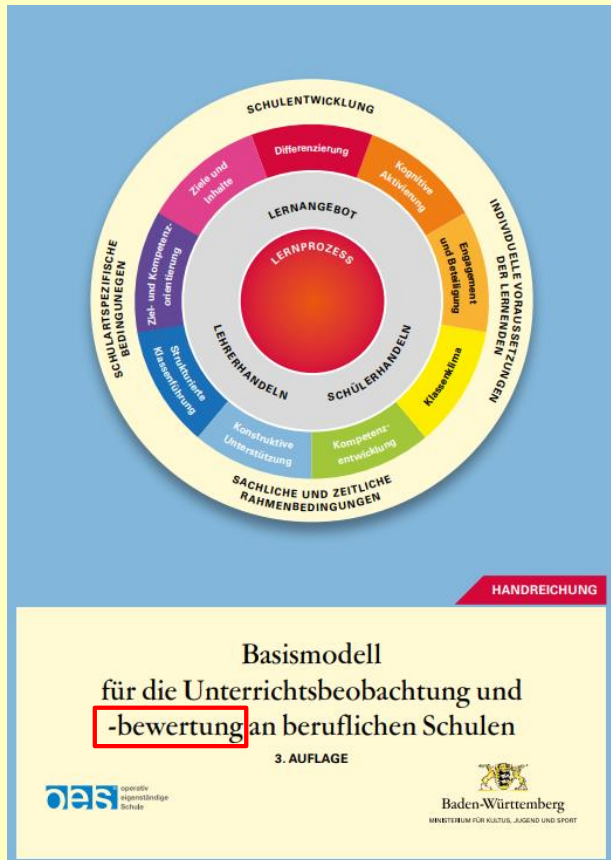 SCHULENTWICKLUNG
Differenzierung
Ziele und
Inhalte
Kognitive
Aktivierung
LERNANGEBOT
LERNPROZESS
SCHULARTSPEZIFISCHE
BEDINGUNEGEN
Ziel- und Kompetenz-
orientierung
Engagement
und Beteiligung
INDIVIDUELLE VORAUSSETZUNGEN
DER LERNENDEN
LEHRERHANDELN
SCHÜLERHANDELN
Strukturierte
Klassenführung
Klassenklima
Konstruktive
Unterstützung
Kompetenz-
entwicklung
SACHLICHE UND ZEITLICHE
RAHMENBEDINGUNGEN
HANDREICHUNG
Basismodell
für die Unterrichtsbeobachtung und
-bewertung an beruflichen Schulen
3. AUFLAGE
oes operativ
eigenständige
Schule
Baden-Württemberg
MINISTERIUM FÜR KULTUS, JUGEND UND SPORT